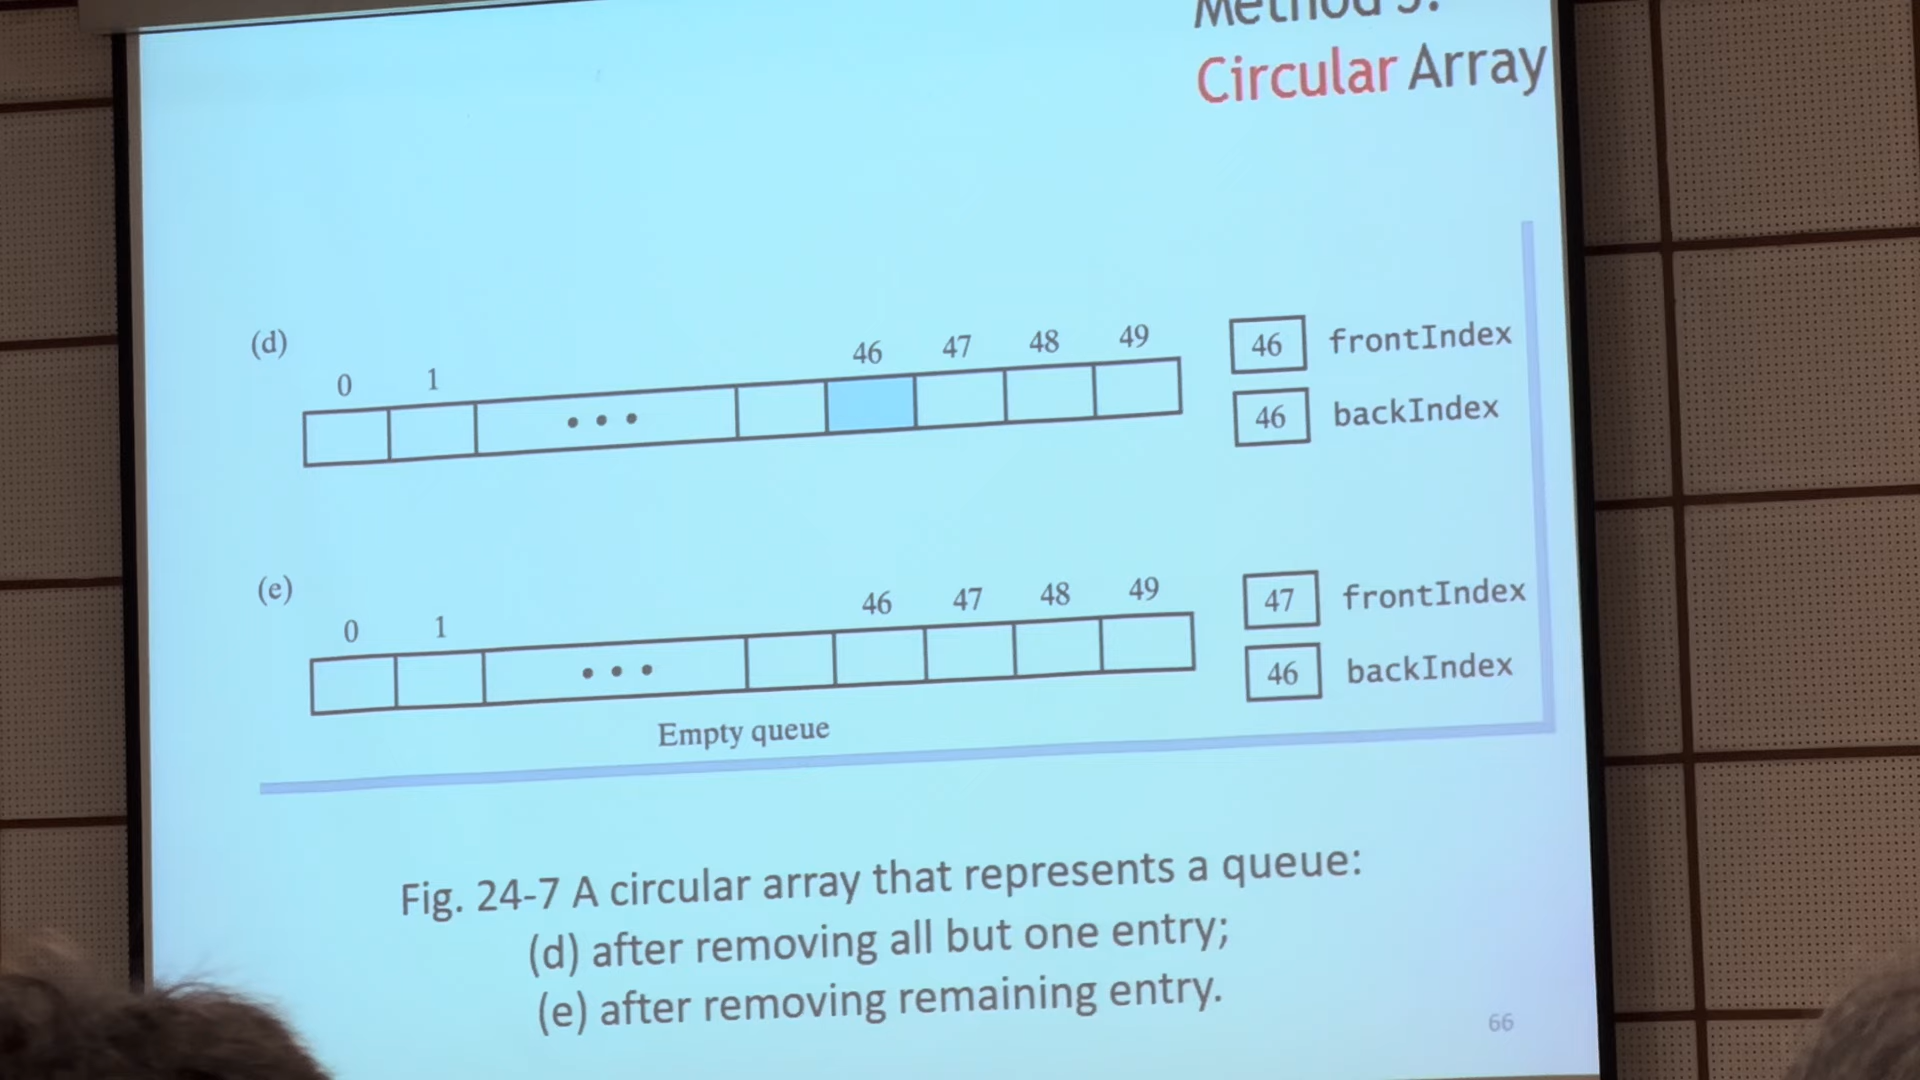 Method 3:
Circular Array
(d)
0 1 46 47 48 49
46 frontIndex
46 backIndex
(e)
0 1 46 47 48 49
47 frontIndex
46 backIndex
Empty queue
Fig. 24-7 A circular array that represents a queue:
(d) after removing all but one entry;
(e) after removing remaining entry.
66